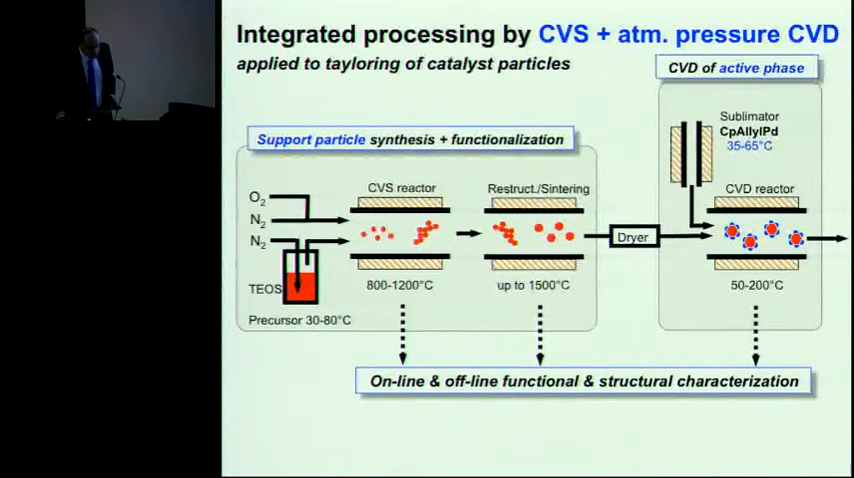 Integrated processing by CVS + atm. pressure CVD
applied to tayloring of catalyst particles
CVD of active phase
Support particle synthesis + functionalization
Sublimator
CpAllylPd
35-65°C
O2
N2
N2
TEOS
Precursor 30-80°C
CVS reactor
800-1200°C
Restruct./Sintering
up to 1500°C
Dryer
CVD reactor
50-200°C
On-line & off-line functional & structural characterization